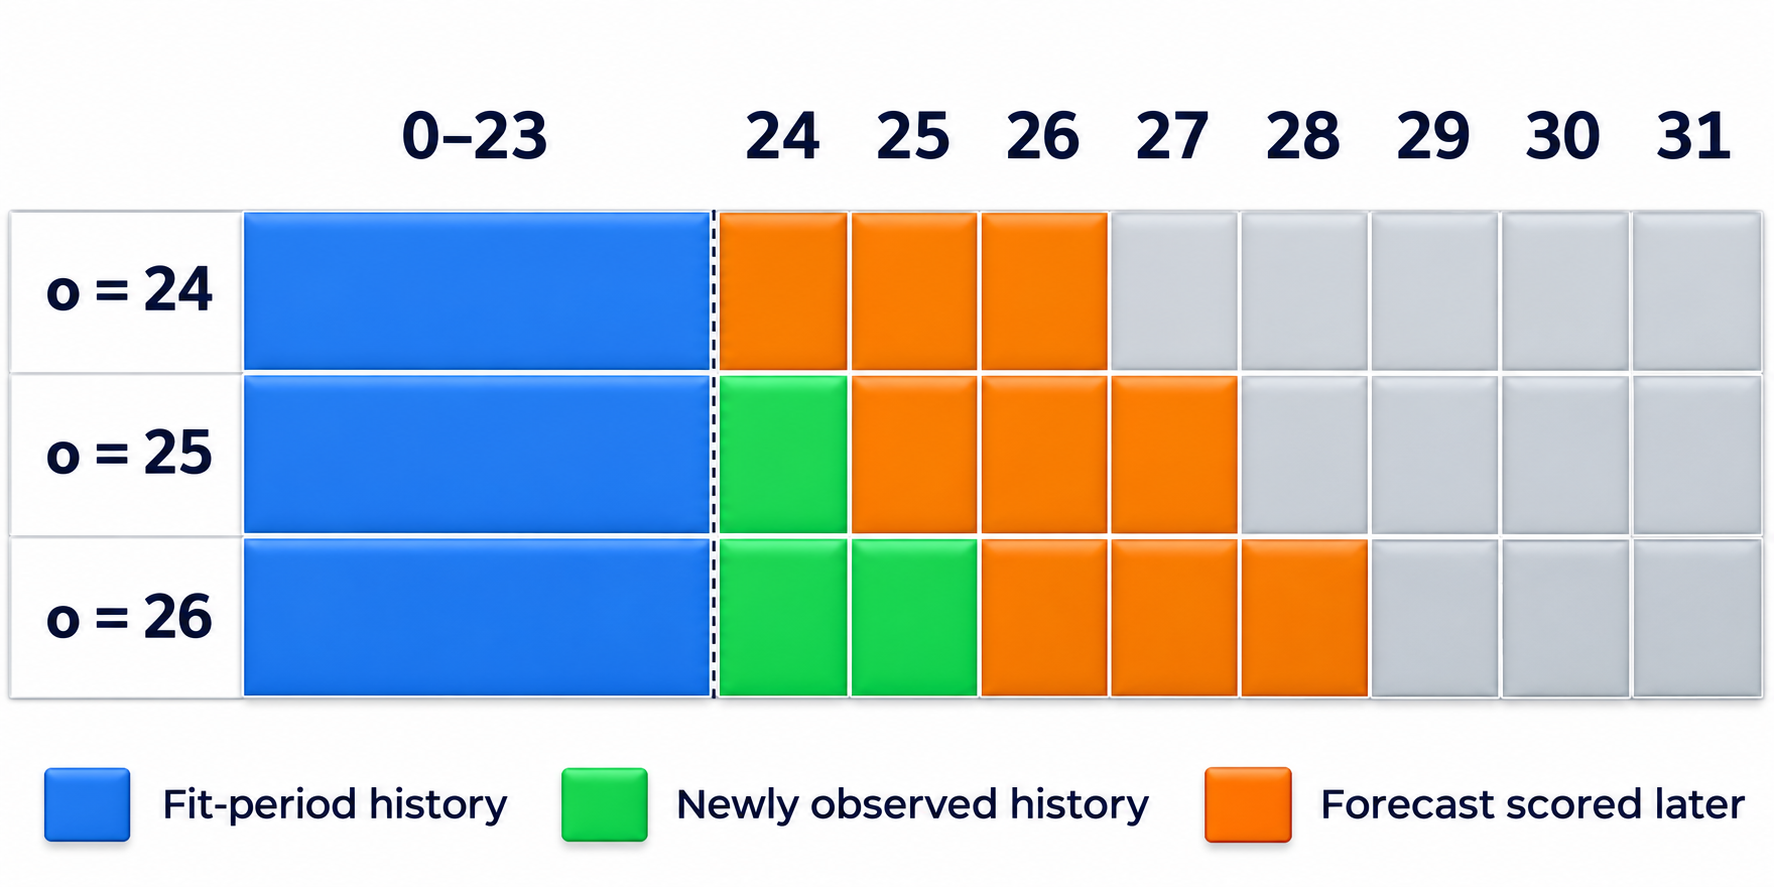 0–23 24 25 26 27 28 29 30 31
o = 24
o = 25
o = 26
Fit-period history Newly observed history Forecast scored later